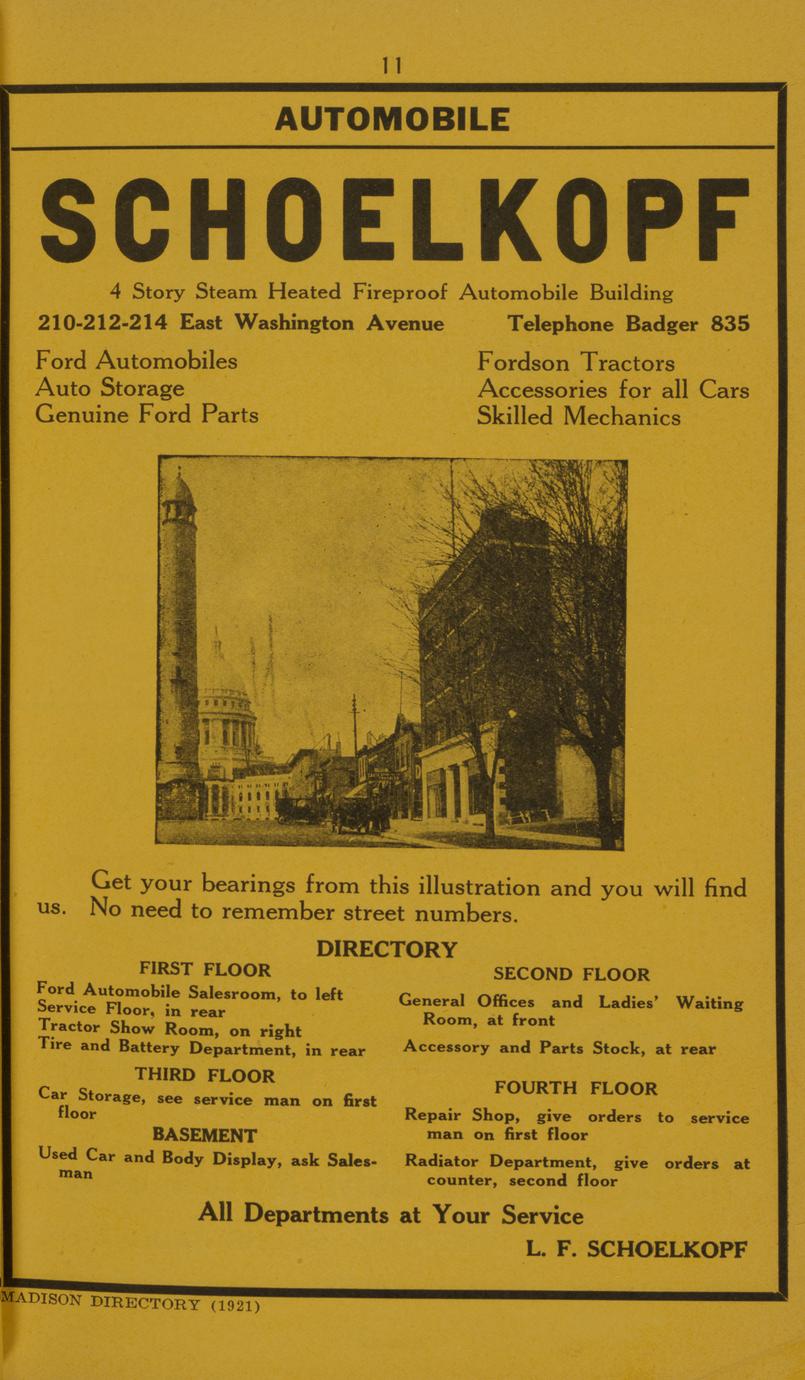 11
AUTOMOBILE
SCHOELKOPF
4 Story Steam Heated Fireproof Automobile Building
210-212-214 East Washington Avenue Telephone Badger 835
Ford Automobiles
Auto Storage
Genuine Ford Parts
Fordson Tractors
Accessories for all Cars
Skilled Mechanics
Get your bearings from this illustration and you will find
us. No need to remember street numbers.
DIRECTORY
FIRST FLOOR
Ford Automobile Salesroom, to left
Service Floor, in rear
Tractor Show Room, on right
Tire and Battery Department, in rear
THIRD FLOOR
Car Storage, see service man on first
floor
BASEMENT
Used Car and Body Display, ask Sales-
man
SECOND FLOOR
General Offices and Ladies' Waiting
Room, at front
Accessory and Parts Stock, at rear
FOURTH FLOOR
Repair Shop, give orders to service
man on first floor
Radiator Department, give orders at
counter, second floor
All Departments at Your Service
L. F. SCHOELKOPF
MADISON DIRECTORY (1921)